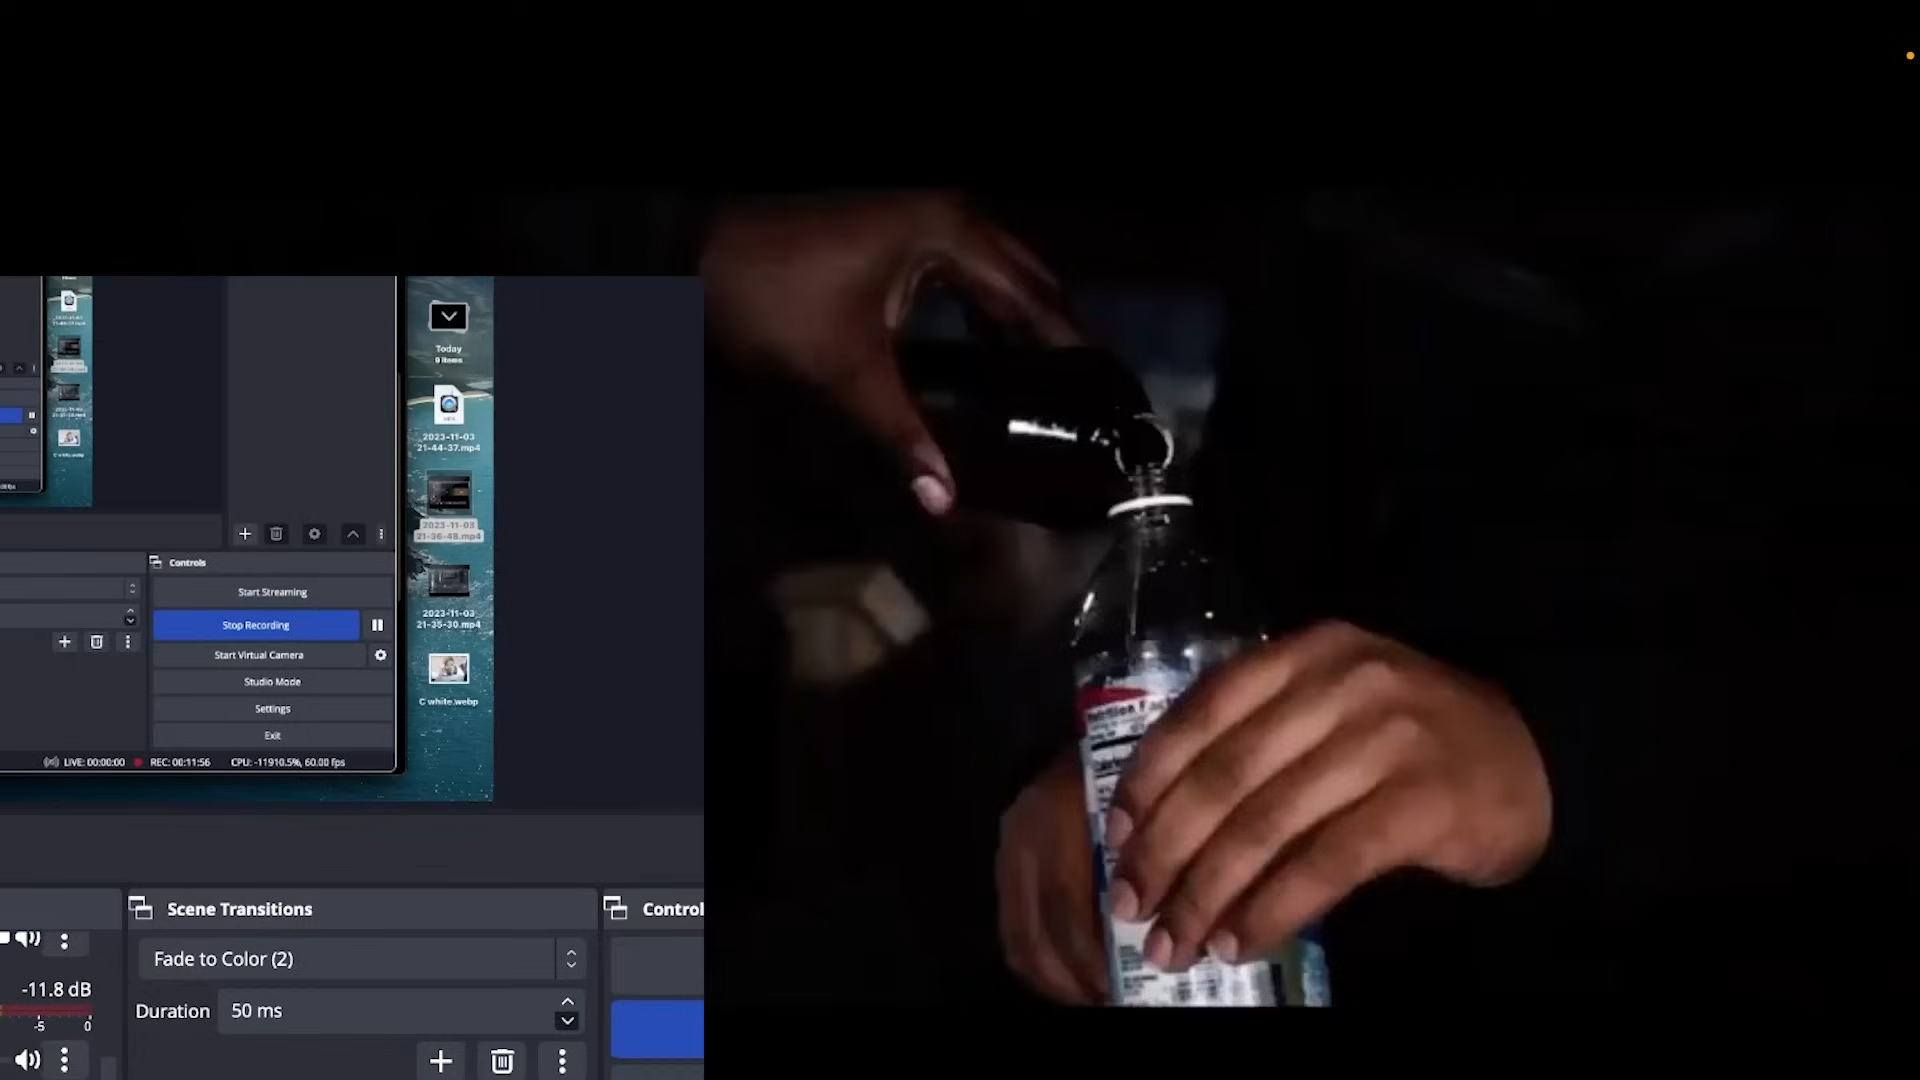 Today
9 items
2023-11-03
21-44-37.mp4
2023-11-03
21-36-48.mp4
2023-11-03
21-35-30.mp4
C white.webp
Controls
Start Streaming
Stop Recording
Start Virtual Camera
Studio Mode
Settings
Exit
LIVE: 00:00:00
REC: 00:11:56
CPU: -11910.5%, 60.00 fps
Scene Transitions
Control
Fade to Color (2)
-11.8 dB
Duration
50 ms
-5 0